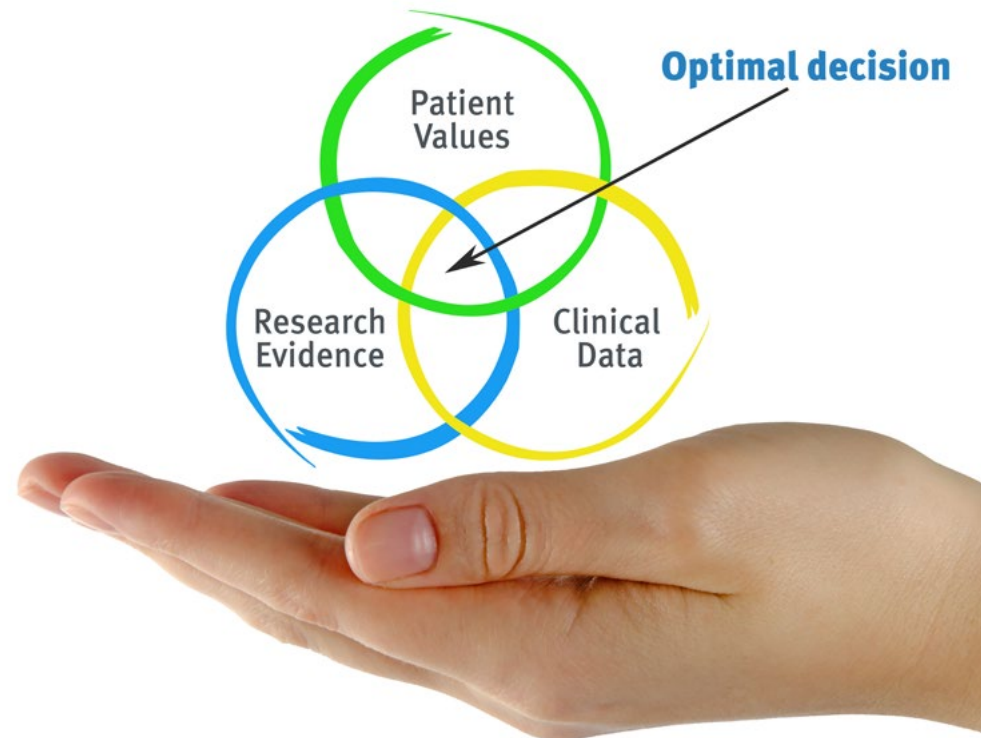 Optimal decision
Patient
Values
Research
Evidence
Clinical
Data